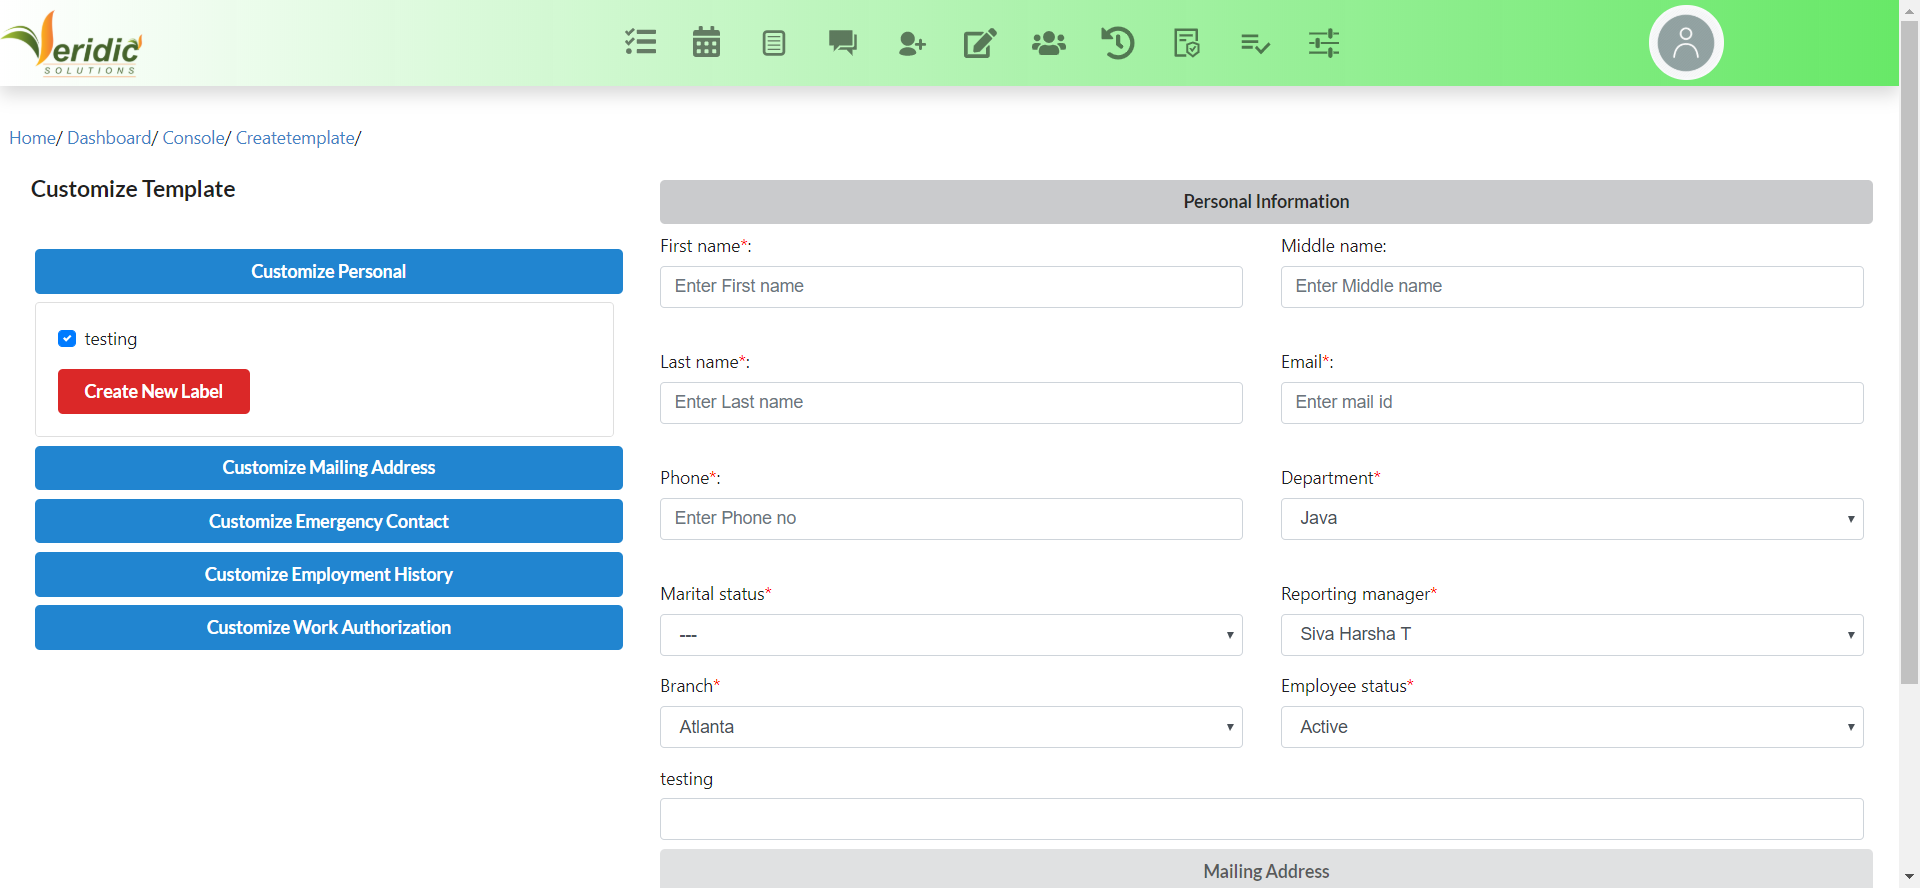 eridic
SOLUTIONS
Home/ Dashboard/ Console/ Createtemplate/
Customize Template
Customize Personal
testing
Create New Label
Customize Mailing Address
Customize Emergency Contact
Customize Employment History
Customize Work Authorization
Personal Information
First name*: Middle name:
Enter First name Enter Middle name
Last name*: Email*:
Enter Last name Enter mail id
Phone*: Department*
Enter Phone no Java
Marital status* Reporting manager*
--- Siva Harsha T
Branch* Employee status*
Atlanta Active
testing
Mailing Address